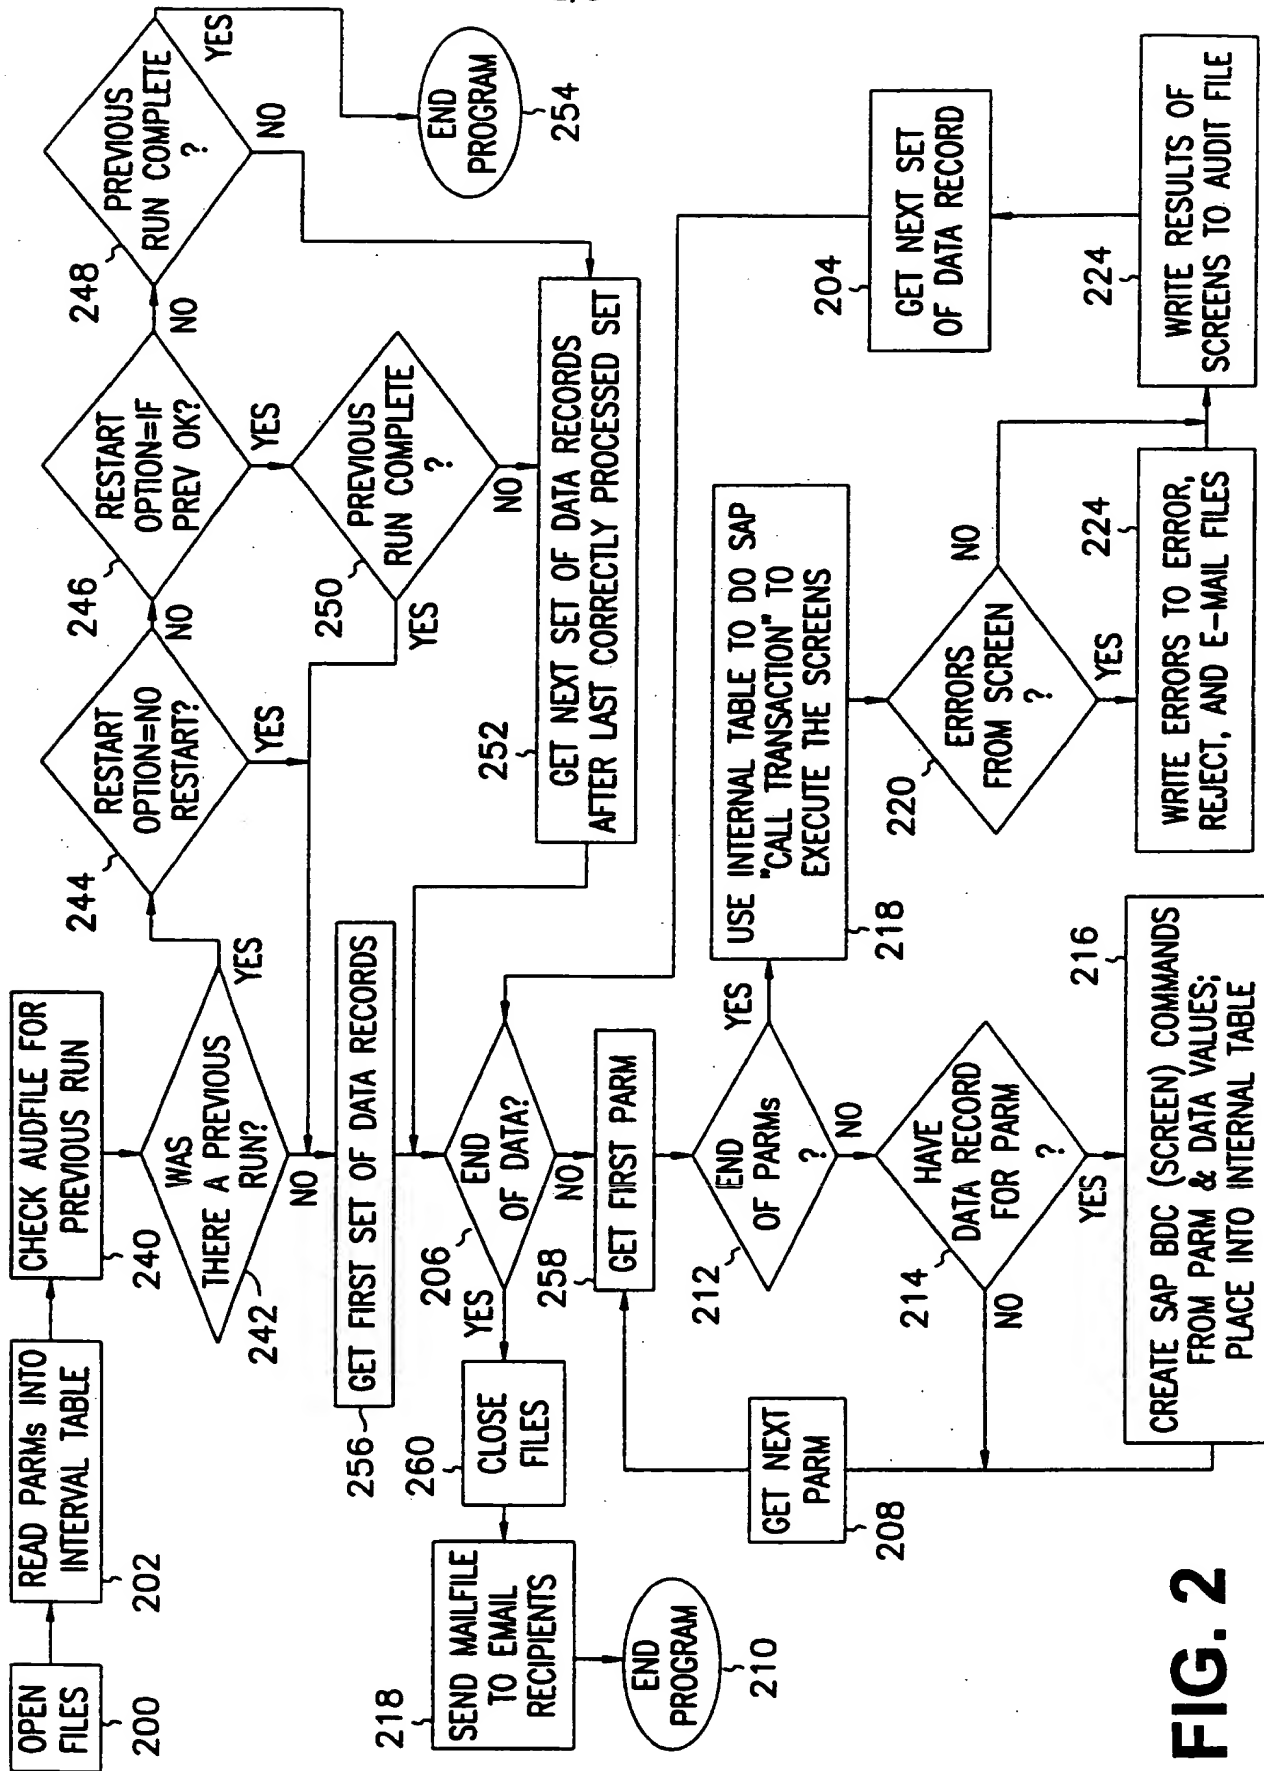 OPEN
FILES
200
READ PARMs INTO
INTERVAL TABLE
202
CHECK AUDFILE FOR
PREVIOUS RUN
240
WAS
THERE A PREVIOUS
RUN?
242
YES
NO
RESTART
OPTION=NO
RESTART?
244
NO
YES
RESTART
OPTION=IF
PREV OK?
246
NO
YES
PREVIOUS
RUN COMPLETE
?
248
YES
NO
END
PROGRAM
254
PREVIOUS
RUN COMPLETE
?
250
YES
NO
GET NEXT SET OF DATA RECORDS
AFTER LAST CORRECTLY PROCESSED SET
252
GET FIRST SET OF DATA RECORDS
256
END
OF DATA?
206
YES
NO
CLOSE
FILES
260
SEND MAILFILE
TO EMAIL
RECIPIENTS
218
END
PROGRAM
210
GET FIRST PARM
258
END
OF PARMs
?
212
YES
NO
HAVE
DATA RECORD
FOR PARM
?
214
NO
YES
GET NEXT
PARM
208
CREATE SAP BDC (SCREEN) COMMANDS
FROM PARM & DATA VALUES;
PLACE INTO INTERNAL TABLE
216
USE INTERNAL TABLE TO DO SAP
"CALL TRANSACTION" TO
EXECUTE THE SCREENS
218
ERRORS
FROM SCREEN
?
220
NO
YES
WRITE ERRORS TO ERROR,
REJECT, AND E-MAIL FILES
224
WRITE RESULTS OF
SCREENS TO AUDIT FILE
224
GET NEXT SET
OF DATA RECORD
204
FIG. 2